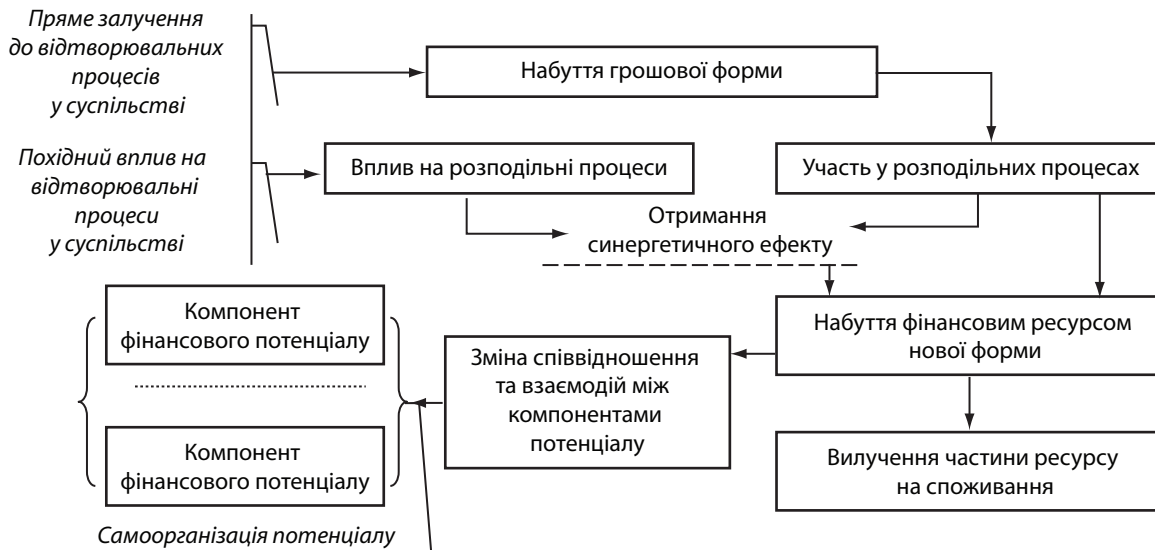 Пряме залучення
до відтворювальних
процесів
у суспільстві
Набуття грошової форми
Похідний вплив на
відтворювальні
процеси
у суспільстві
Вплив на розподільні процеси
Участь у розподільних процесах
Отримання
синергетичного ефекту
Компонент
фінансового потенціалу
Зміна співвідношення
та взаємодій між
компонентами
потенціалу
Набуття фінансовим ресурсом
нової форми
Компонент
фінансового потенціалу
Вилучення частини ресурсу
на споживання
Самоорганізація потенціалу